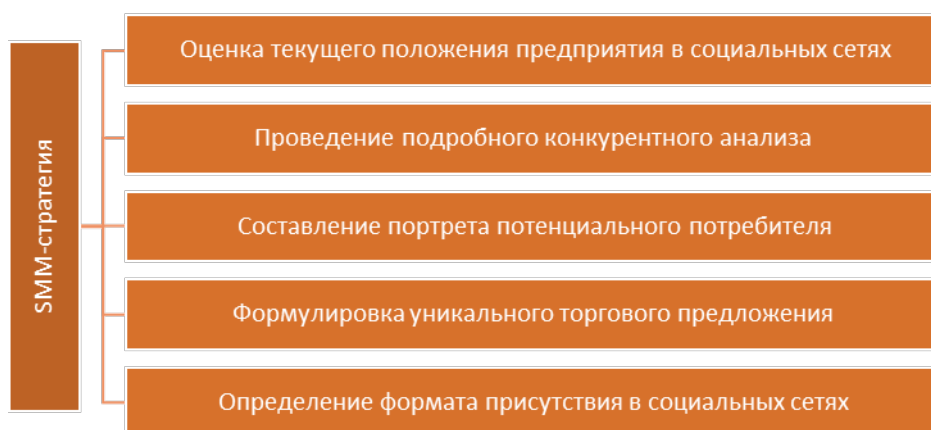 SMM-стратегия
Оценка текущего положения предприятия в социальных сетях
Проведение подробного конкурентного анализа
Составление портрета потенциального потребителя
Формулировка уникального торгового предложения
Определение формата присутствия в социальных сетях